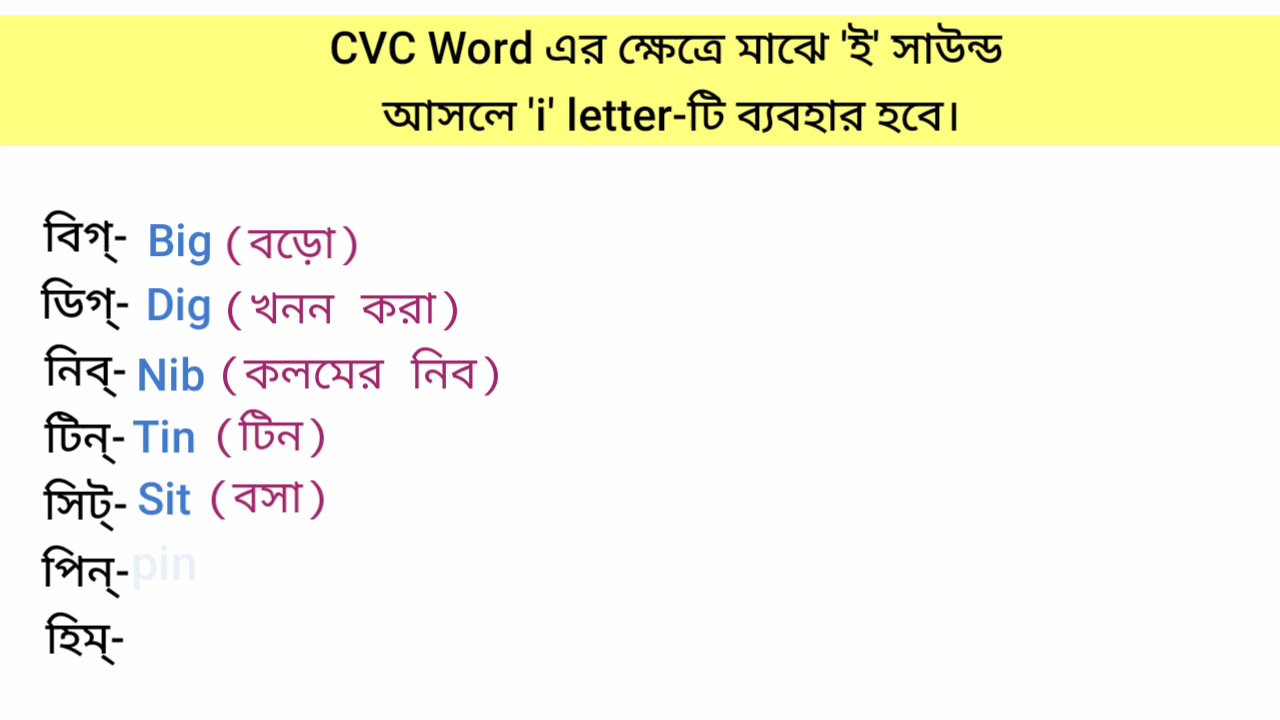 CVC Word এর ক্ষেত্রে মাঝে 'ই' সাউন্ড
আসলে 'i' letter-টি ব্যবহার হবে।
বিগ্- Big (বড়ো)
ডিগ্- Dig (খনন করা)
নিব্- Nib (কলমের নিব)
টিন্- Tin (টিন)
সিট্- Sit (বসা)
পিন্- pin
হিম্-